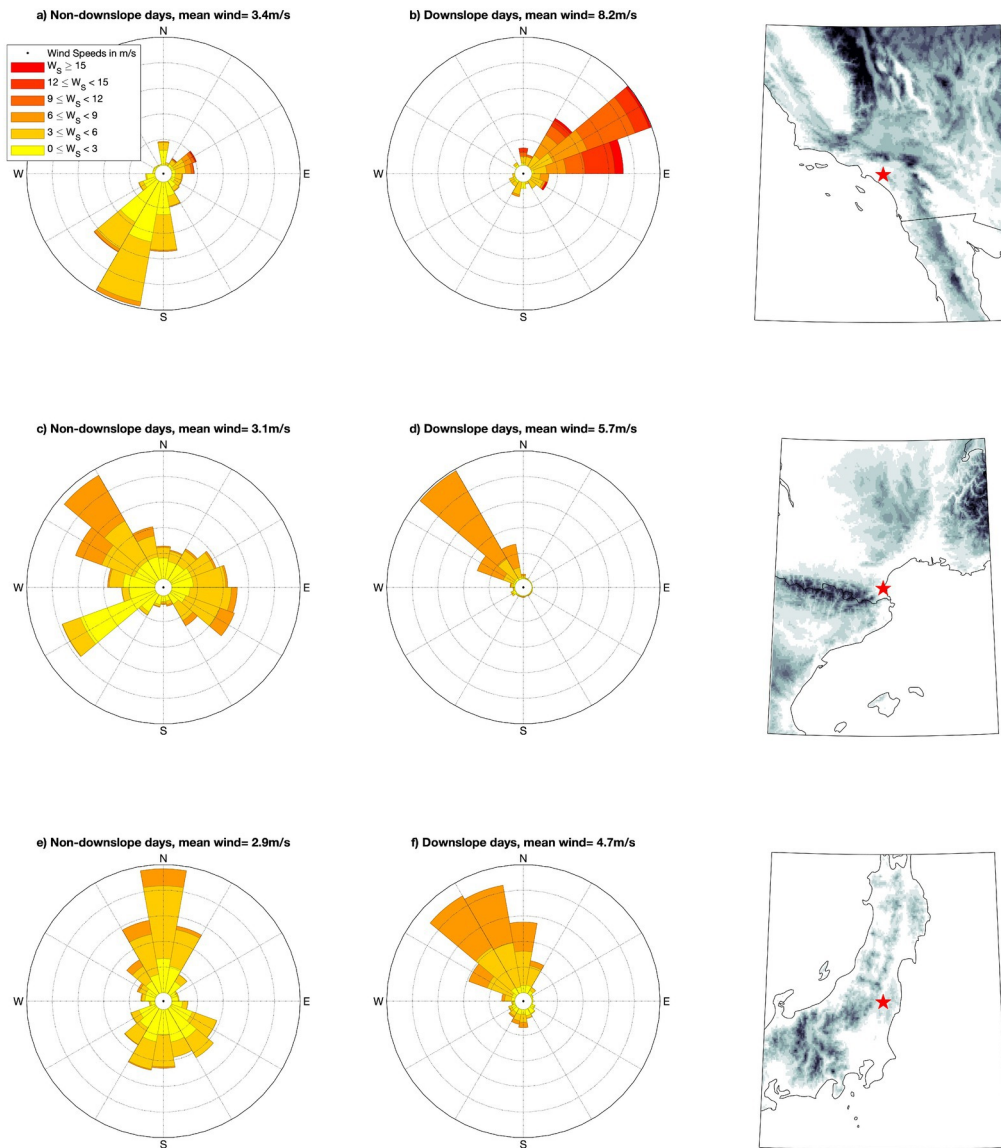 a) Non-downslope days, mean wind= 3.4m/s
N
Wind Speeds in m/s
W_S ≥ 15
12 ≤ W_S < 15
9 ≤ W_S < 12
6 ≤ W_S < 9
3 ≤ W_S < 6
0 ≤ W_S < 3
W
E
S
b) Downslope days, mean wind= 8.2m/s
N
W
E
S
c) Non-downslope days, mean wind= 3.1m/s
N
W
E
S
d) Downslope days, mean wind= 5.7m/s
N
W
E
S
e) Non-downslope days, mean wind= 2.9m/s
N
W
E
S
f) Downslope days, mean wind= 4.7m/s
N
W
E
S